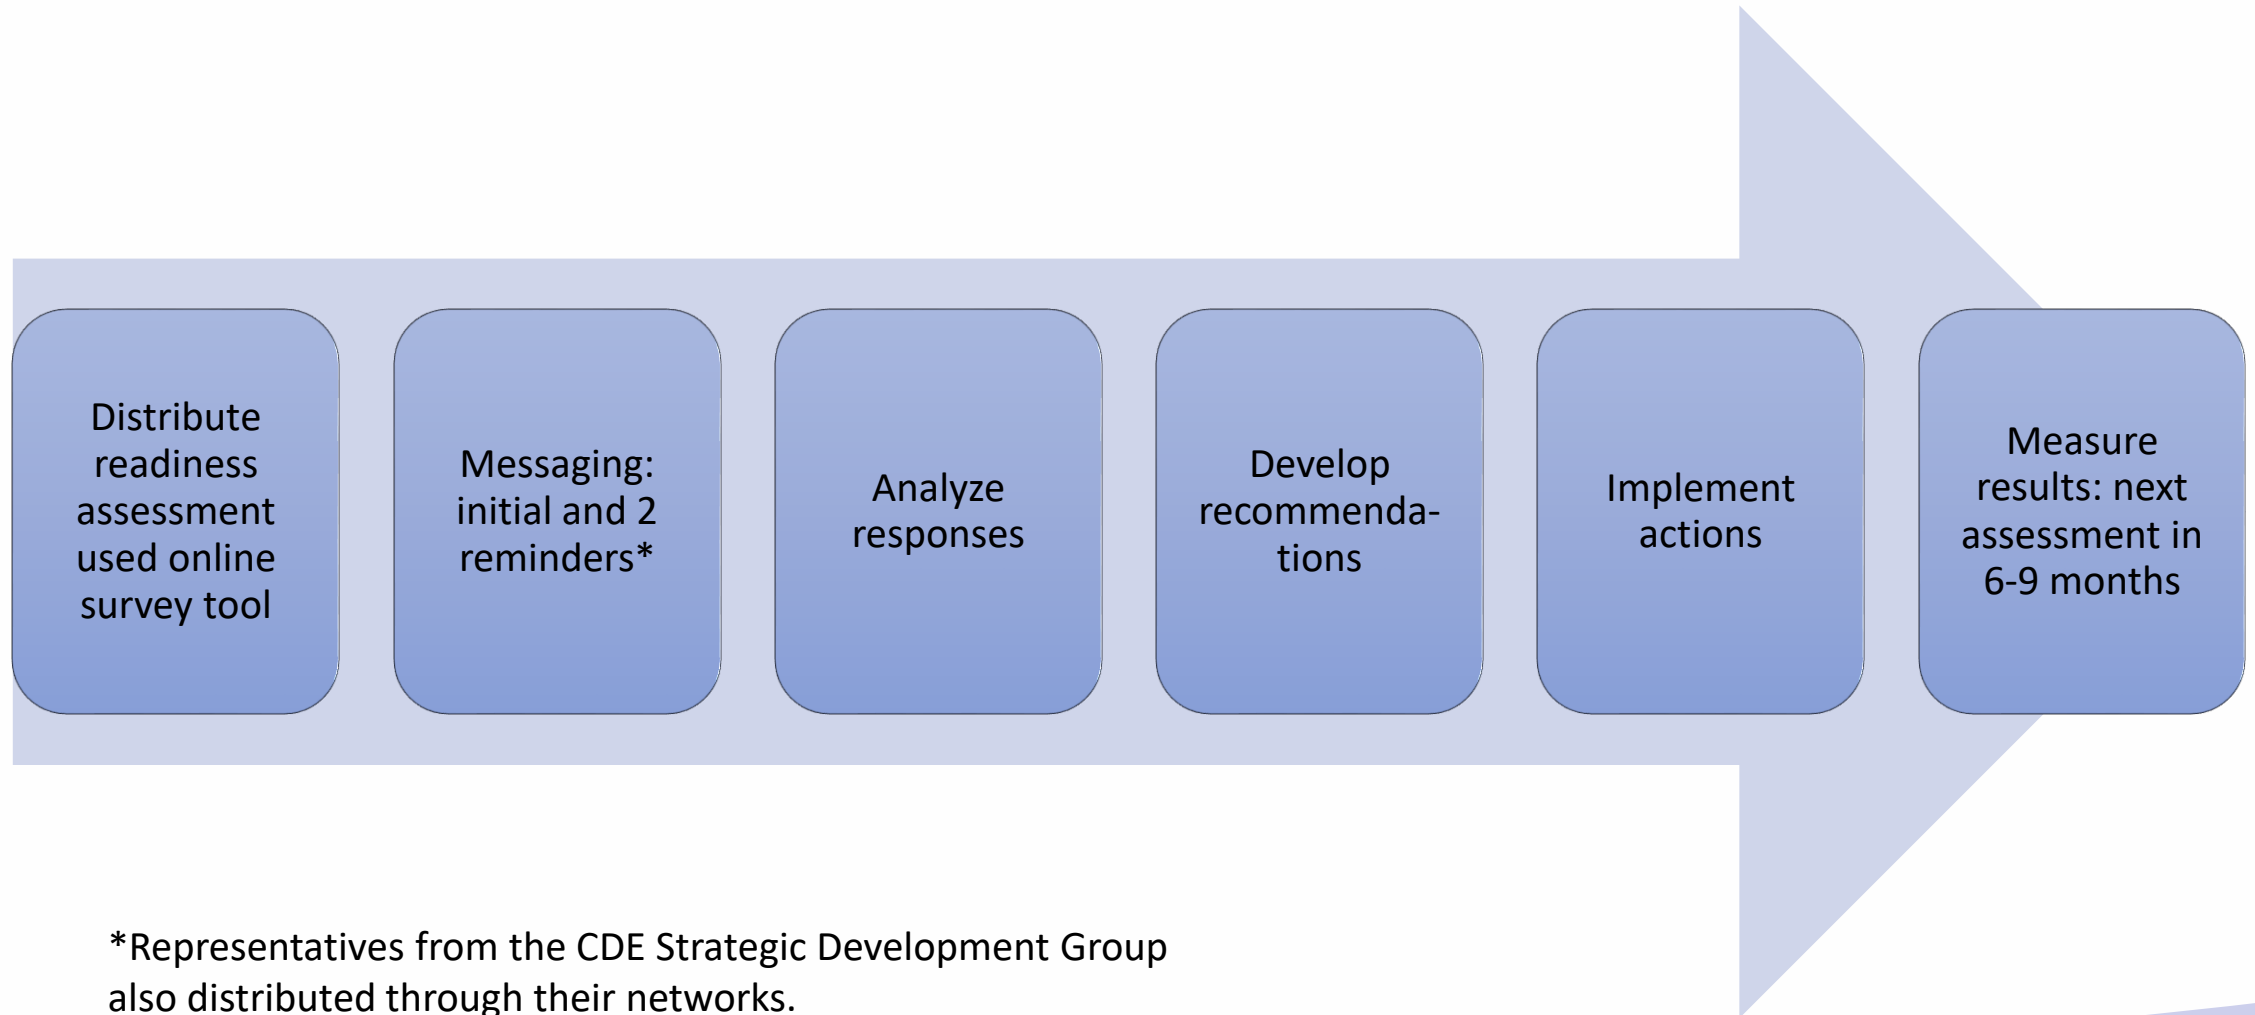 Distribute
readiness
assessment
used online
survey tool
Messaging:
initial and 2
reminders*
Analyze
responses
Develop
recommenda-
tions
Implement
actions
Measure
results: next
assessment in
6-9 months
*Representatives from the CDE Strategic Development Group
also distributed through their networks.